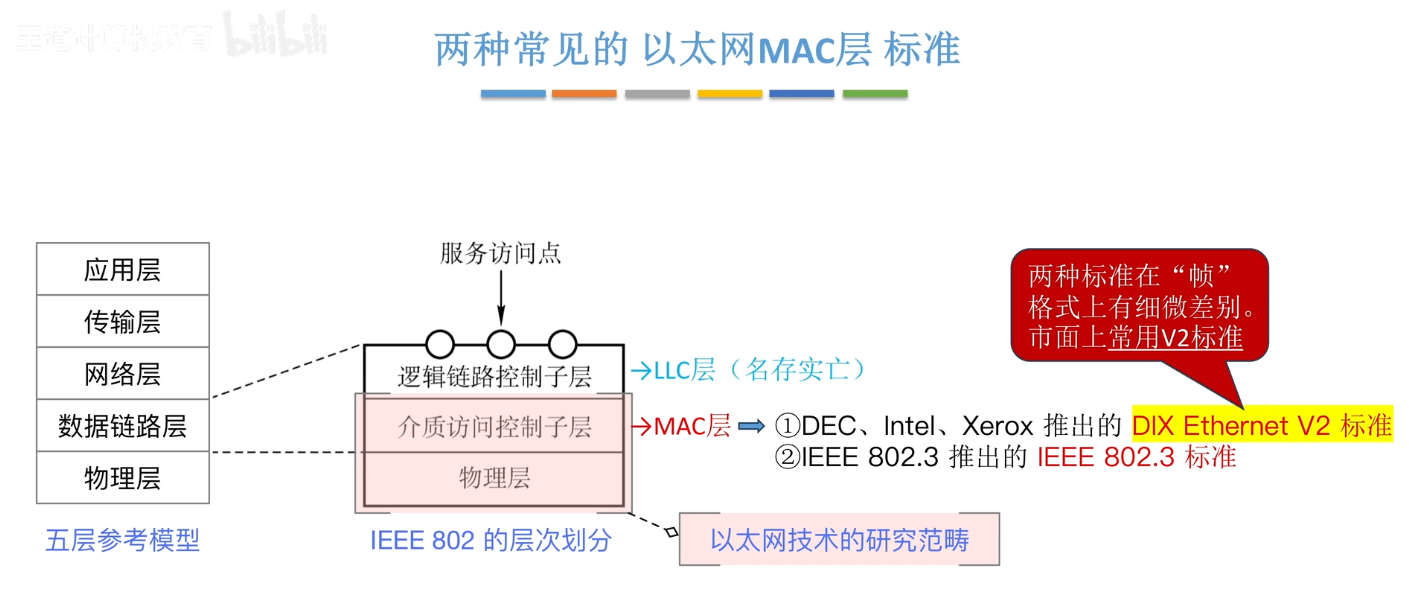 王道计算机教育 bilibili
两种常见的 以太网MAC层 标准
应用层
传输层
网络层
数据链路层
物理层
五层参考模型
服务访问点
逻辑链路控制子层
介质访问控制子层
物理层
IEEE 802 的层次划分
→LLC层（名存实亡）
→MAC层
①DEC、Intel、Xerox 推出的 DIX Ethernet V2 标准
②IEEE 802.3 推出的 IEEE 802.3 标准
两种标准在“帧”
格式上有细微差别。
市面上常用V2标准
以太网技术的研究范畴